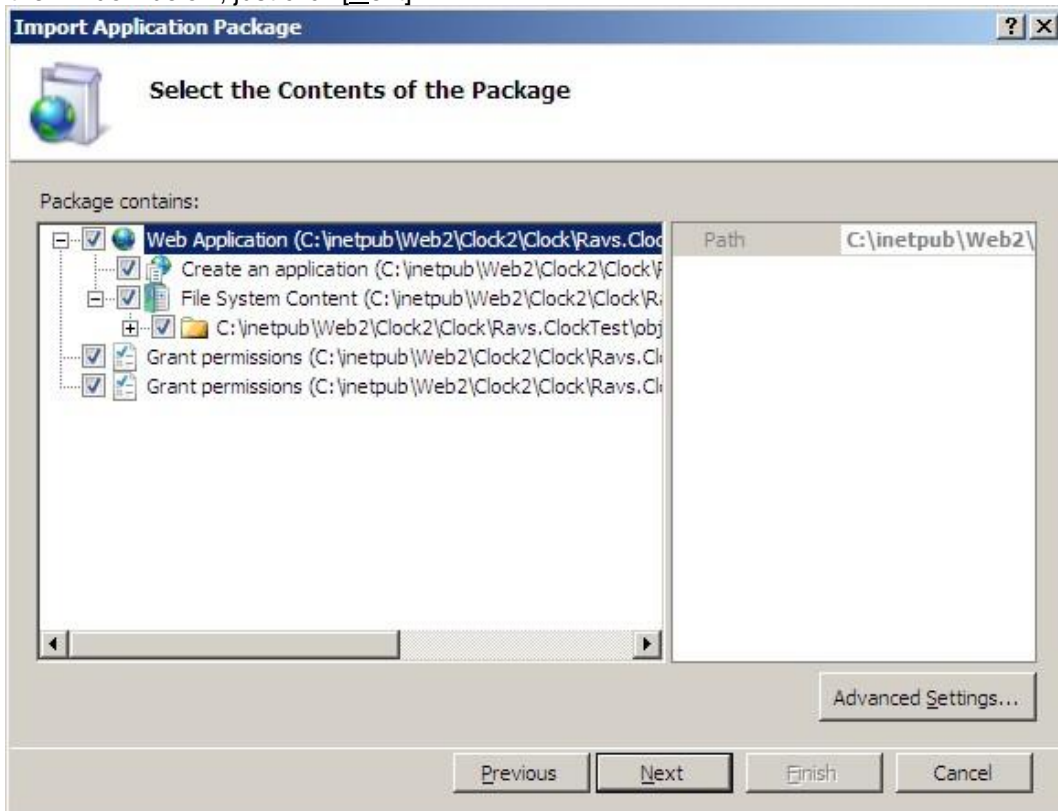 Import Application Package
Select the Contents of the Package
Package contains:
Web Application (C:\inetpub\Web2\Clock2\Clock\Ravs.Cloc
Create an application (C:\inetpub\Web2\Clock2\Clock\
File System Content (C:\inetpub\Web2\Clock2\Clock\Ra
C:\inetpub\Web2\Clock2\Clock\Ravs.ClockTest\obj
Grant permissions (C:\inetpub\Web2\Clock2\Clock\Ravs.Cl
Grant permissions (C:\inetpub\Web2\Clock2\Clock\Ravs.Cl
Path C:\inetpub\Web2\
Advanced Settings...
Previous Next Finish Cancel